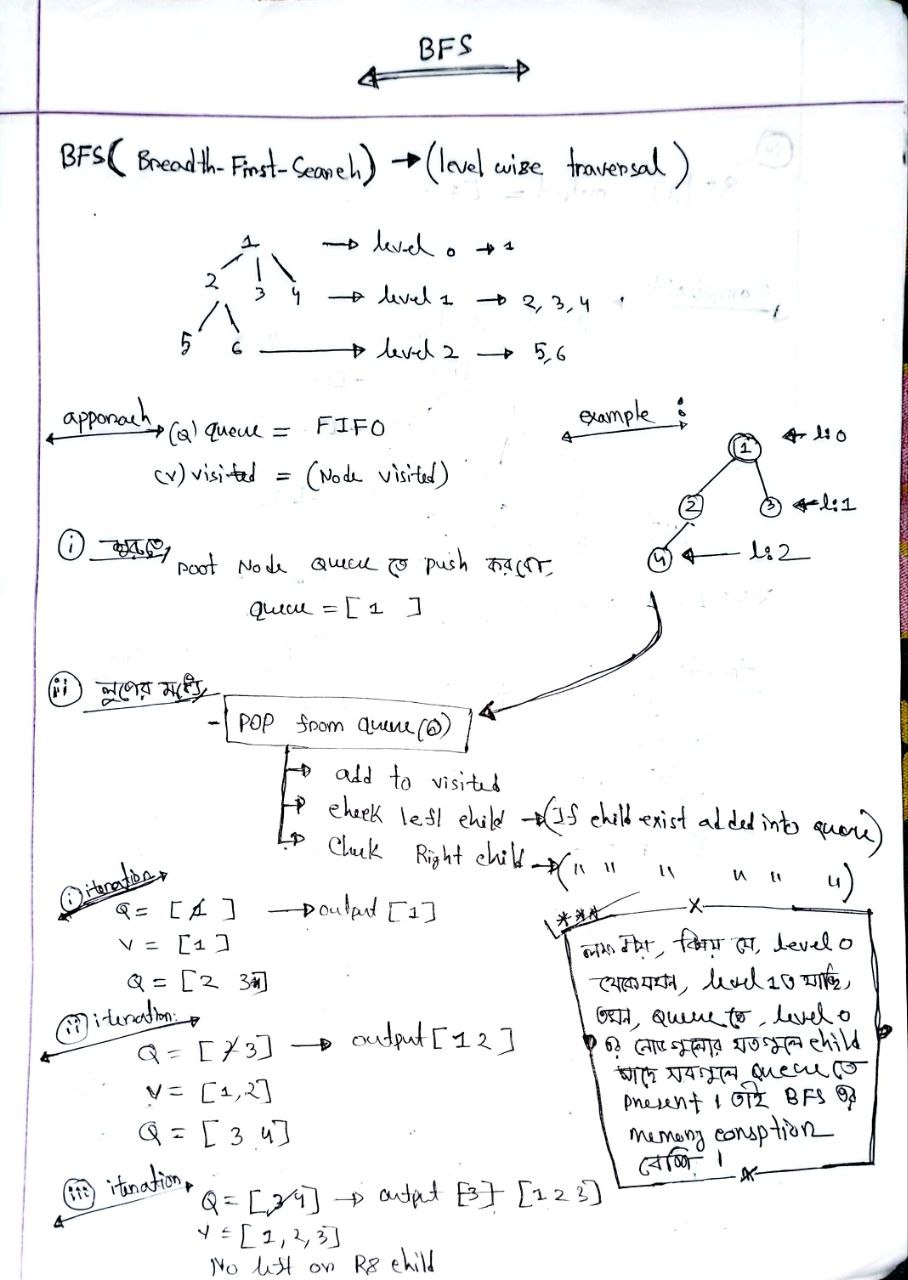 BFS
BFS (Breadth-First-Search) → (level wise traversal)
1 → level 0 → 1
2 3 4 → level 1 → 2, 3, 4
5 6 → level 2 → 5,6
approach (Q) queue = FIFO
(V) visited = (Node visited)
example :
1 ← l:0
2 3 ← l:1
4 ← l:2
i শুরুতে, root Node queue তে push করবো,
queue = [ 1 ]
ii লুপের মধ্যে,
- POP from queue (Q)
→ add to visited
→ check left child → (If child exist added into queue)
→ Check Right child → (" " " " " ")
i iteration
Q = [ 1 ] → output [1]
V = [1]
Q = [2 3]
ii iteration:
Q = [ 2 3] → output [1 2]
V = [1,2]
Q = [ 3 4]
iii iteration
Q = [3 4] → output [3] [1 2 3]
V = [1, 2, 3]
No left or R8 child
***
বিষয় যে, level 0
থেকে যখন, level 1 এ যাচ্ছি,
তখন, queue তে, level 0
এর নোড গুলোর যতগুলো child
আছে সবগুলো queue তে
present । তাই BFS এর
memory consption
বেশি ।